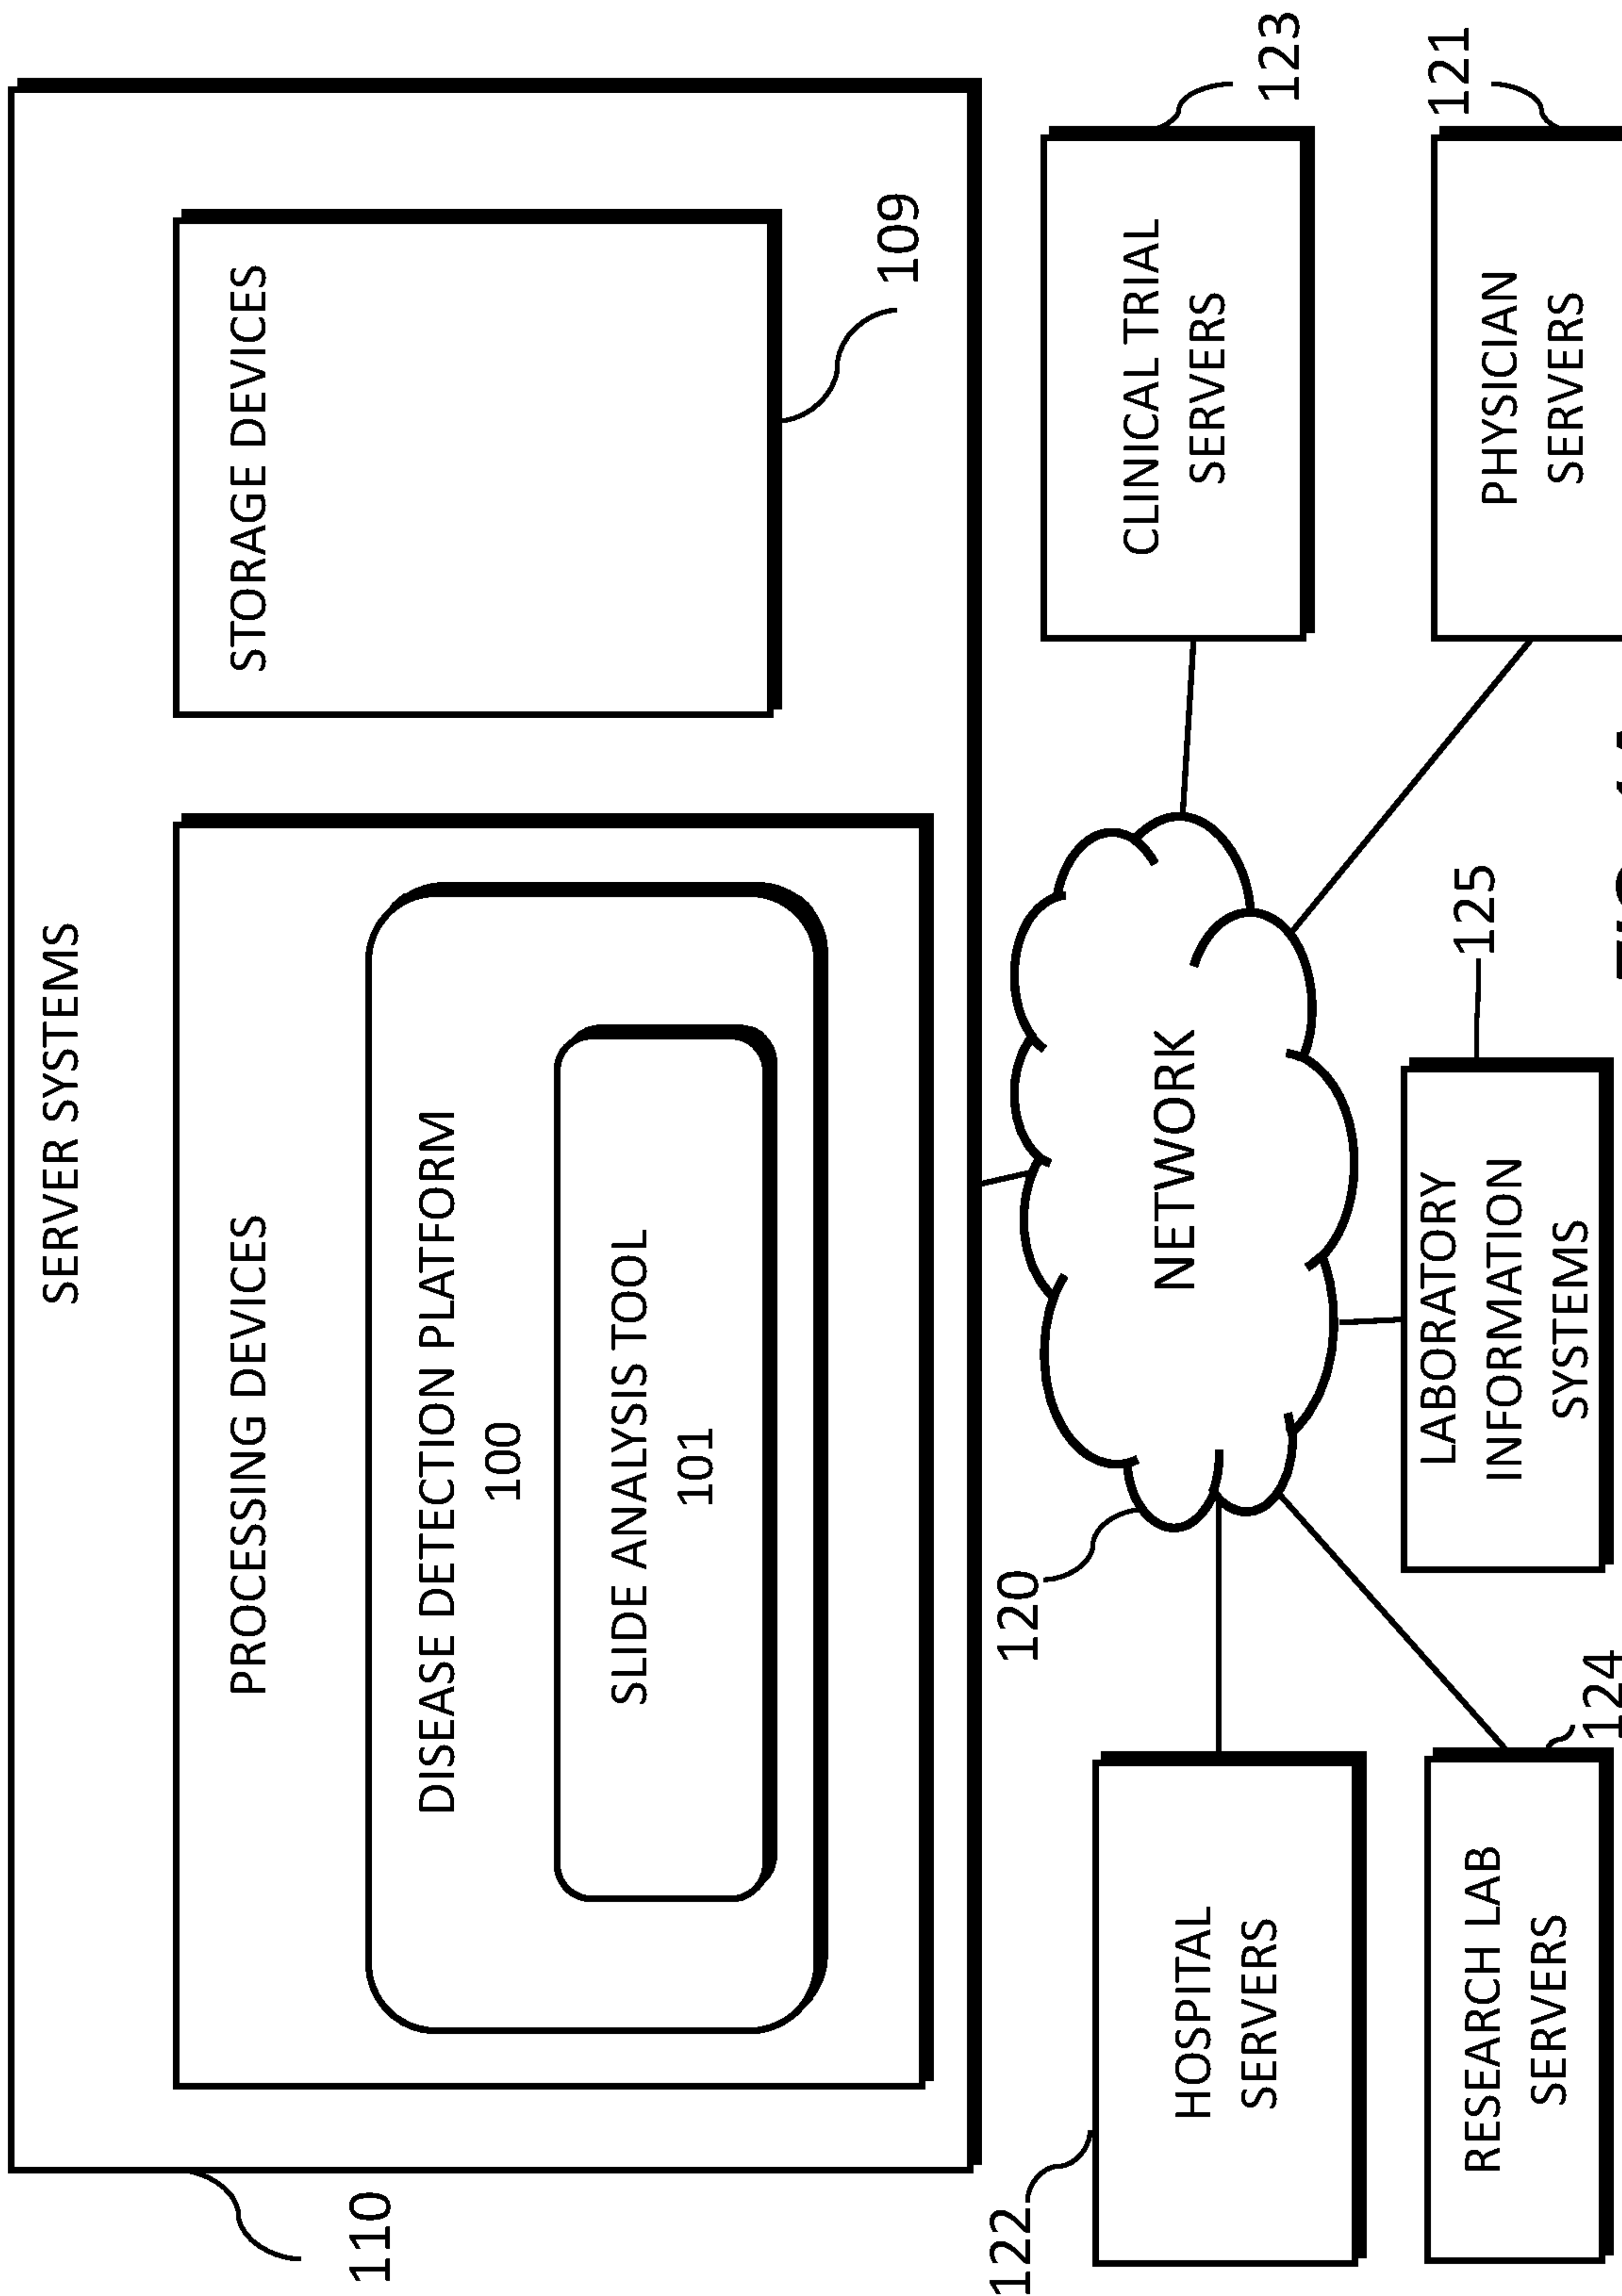 SERVER SYSTEMS
110
PROCESSING DEVICES
DISEASE DETECTION PLATFORM
100
SLIDE ANALYSIS TOOL
101
STORAGE DEVICES
109
120
NETWORK
122
HOSPITAL
SERVERS
CLINICAL TRIAL
SERVERS
123
RESEARCH LAB
SERVERS
124
LABORATORY
INFORMATION
SYSTEMS
125
PHYSICIAN
SERVERS
121